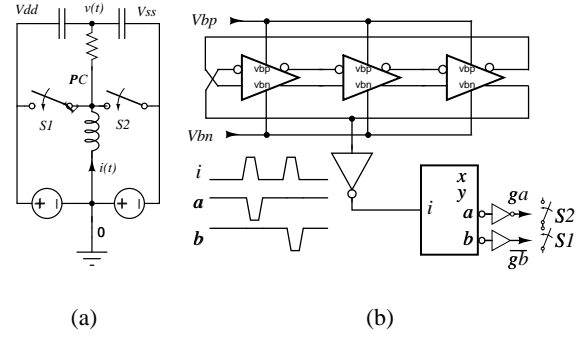 Vdd v(t) Vss
PC
S1 S2
i(t)
+ I I +
0
(a)
Vbp
vbp vbp vbp
vbn vbn vbn
Vbn
i
a
b
x
y
i a ga S2
b gb S1
(b)